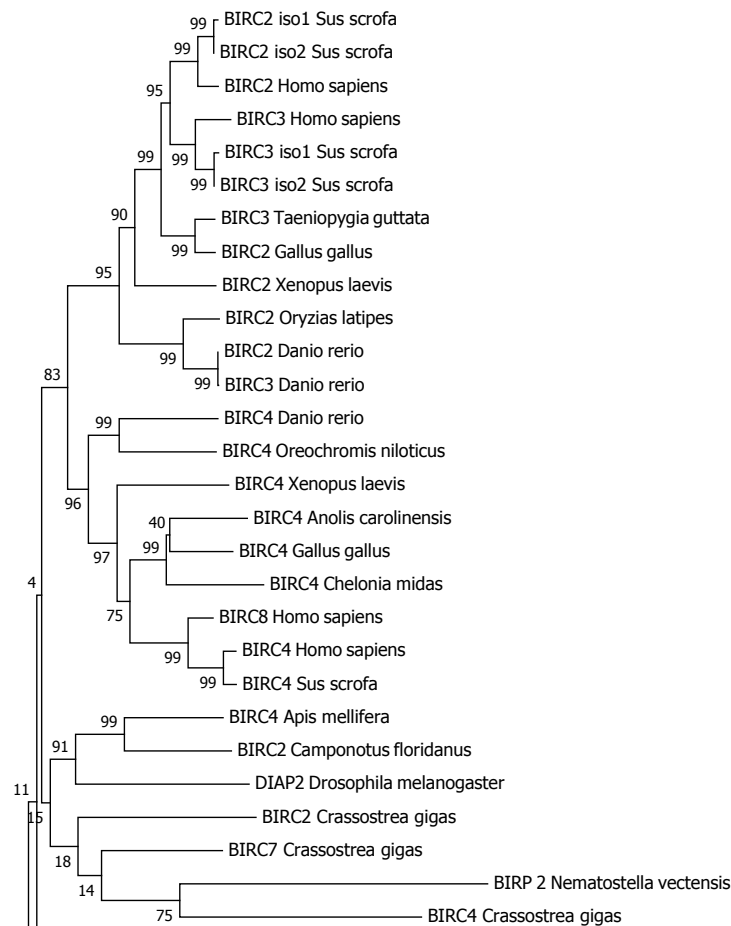 99
BIRC2 iso1 Sus scrofa
99
BIRC2 iso2 Sus scrofa
BIRC2 Homo sapiens
95
BIRC3 Homo sapiens
99
BIRC3 iso1 Sus scrofa
99
BIRC3 iso2 Sus scrofa
99
BIRC3 Taeniopygia guttata
90
99
BIRC2 Gallus gallus
95
BIRC2 Xenopus laevis
BIRC2 Oryzias latipes
99
BIRC2 Danio rerio
99
BIRC3 Danio rerio
83
99
BIRC4 Danio rerio
BIRC4 Oreochromis niloticus
96
BIRC4 Xenopus laevis
97
40
BIRC4 Anolis carolinensis
99
BIRC4 Gallus gallus
BIRC4 Chelonia midas
4
75
BIRC8 Homo sapiens
99
BIRC4 Homo sapiens
99
BIRC4 Sus scrofa
99
BIRC4 Apis mellifera
91
BIRC2 Camponotus floridanus
DIAP2 Drosophila melanogaster
11
15
BIRC2 Crassostrea gigas
18
BIRC7 Crassostrea gigas
14
BIRP 2 Nematostella vectensis
75
BIRC4 Crassostrea gigas